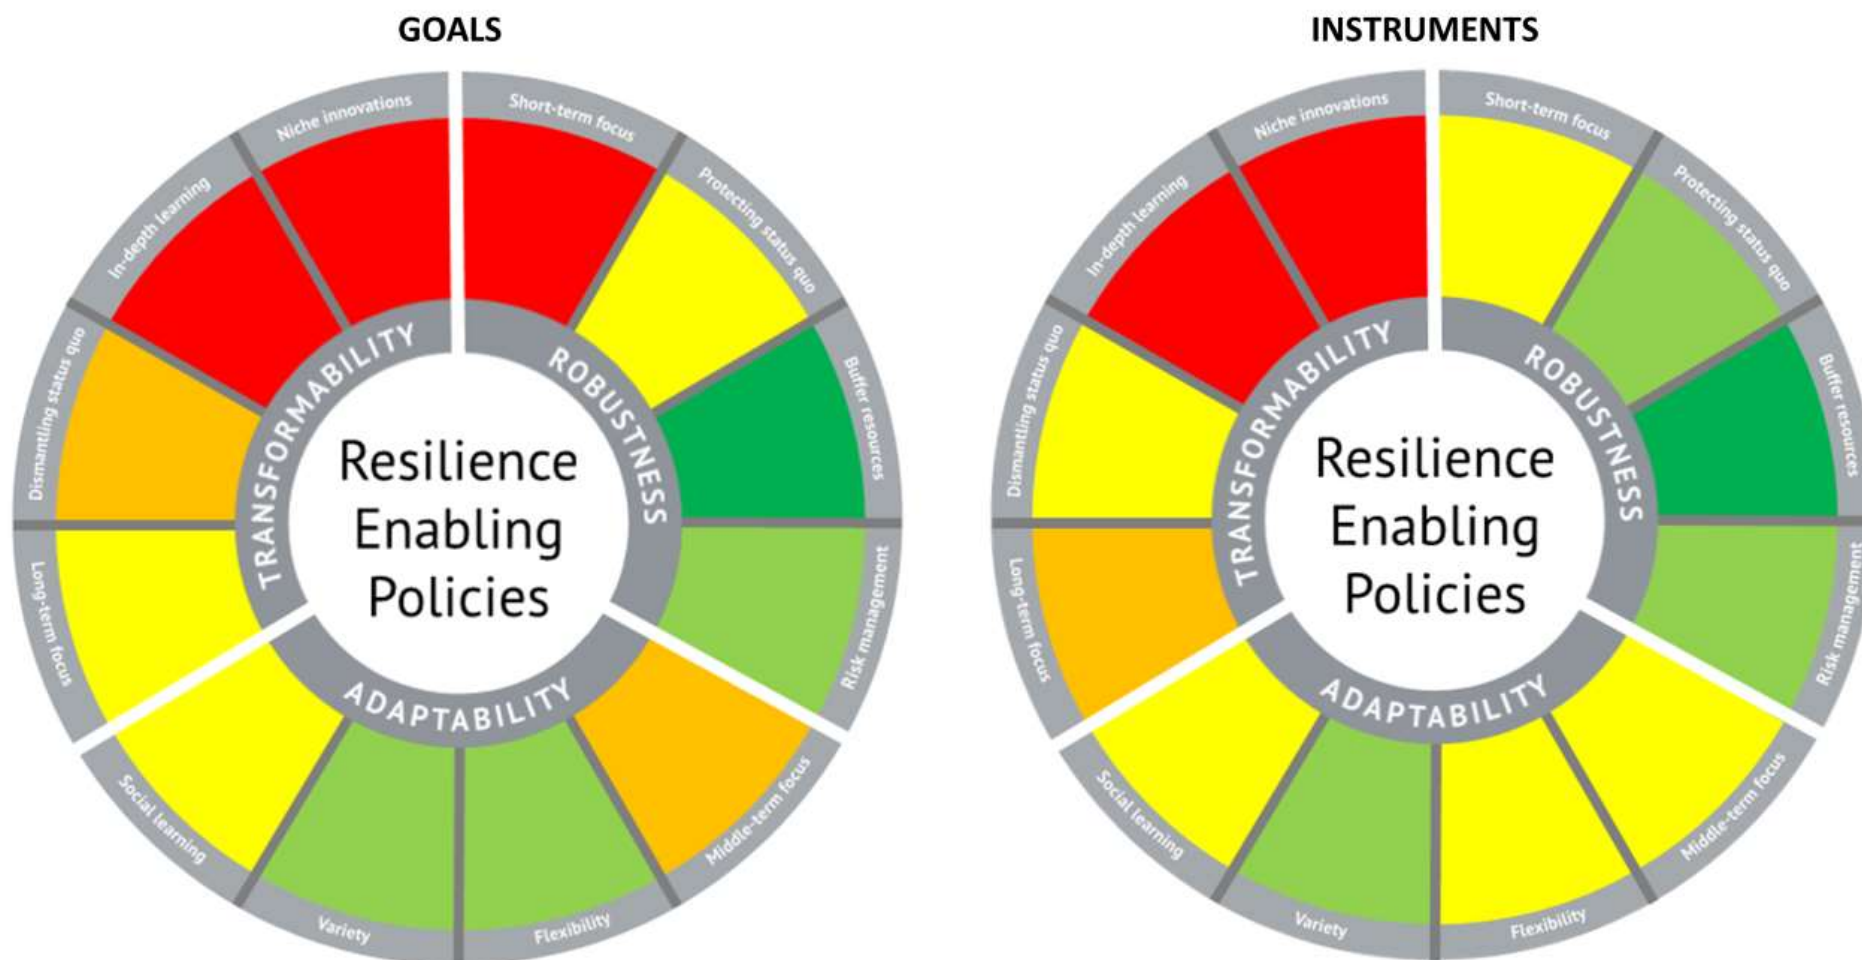 GOALS
Niche innovations
Short-term focus
Protecting status quo
Buffer resources
Risk management
Middle-term focus
Flexibility
Variety
Social learning
Long-term focus
Dismantling status quo
In-depth learning
TRANSFORMABILITY
ROBUSTNESS
ADAPTABILITY
Resilience
Enabling
Policies
INSTRUMENTS
Niche innovations
Short-term focus
Protecting status quo
Buffer resources
Risk management
Middle-term focus
Flexibility
Variety
Social learning
Long-term focus
Dismantling status quo
In-depth learning
TRANSFORMABILITY
ROBUSTNESS
ADAPTABILITY
Resilience
Enabling
Policies